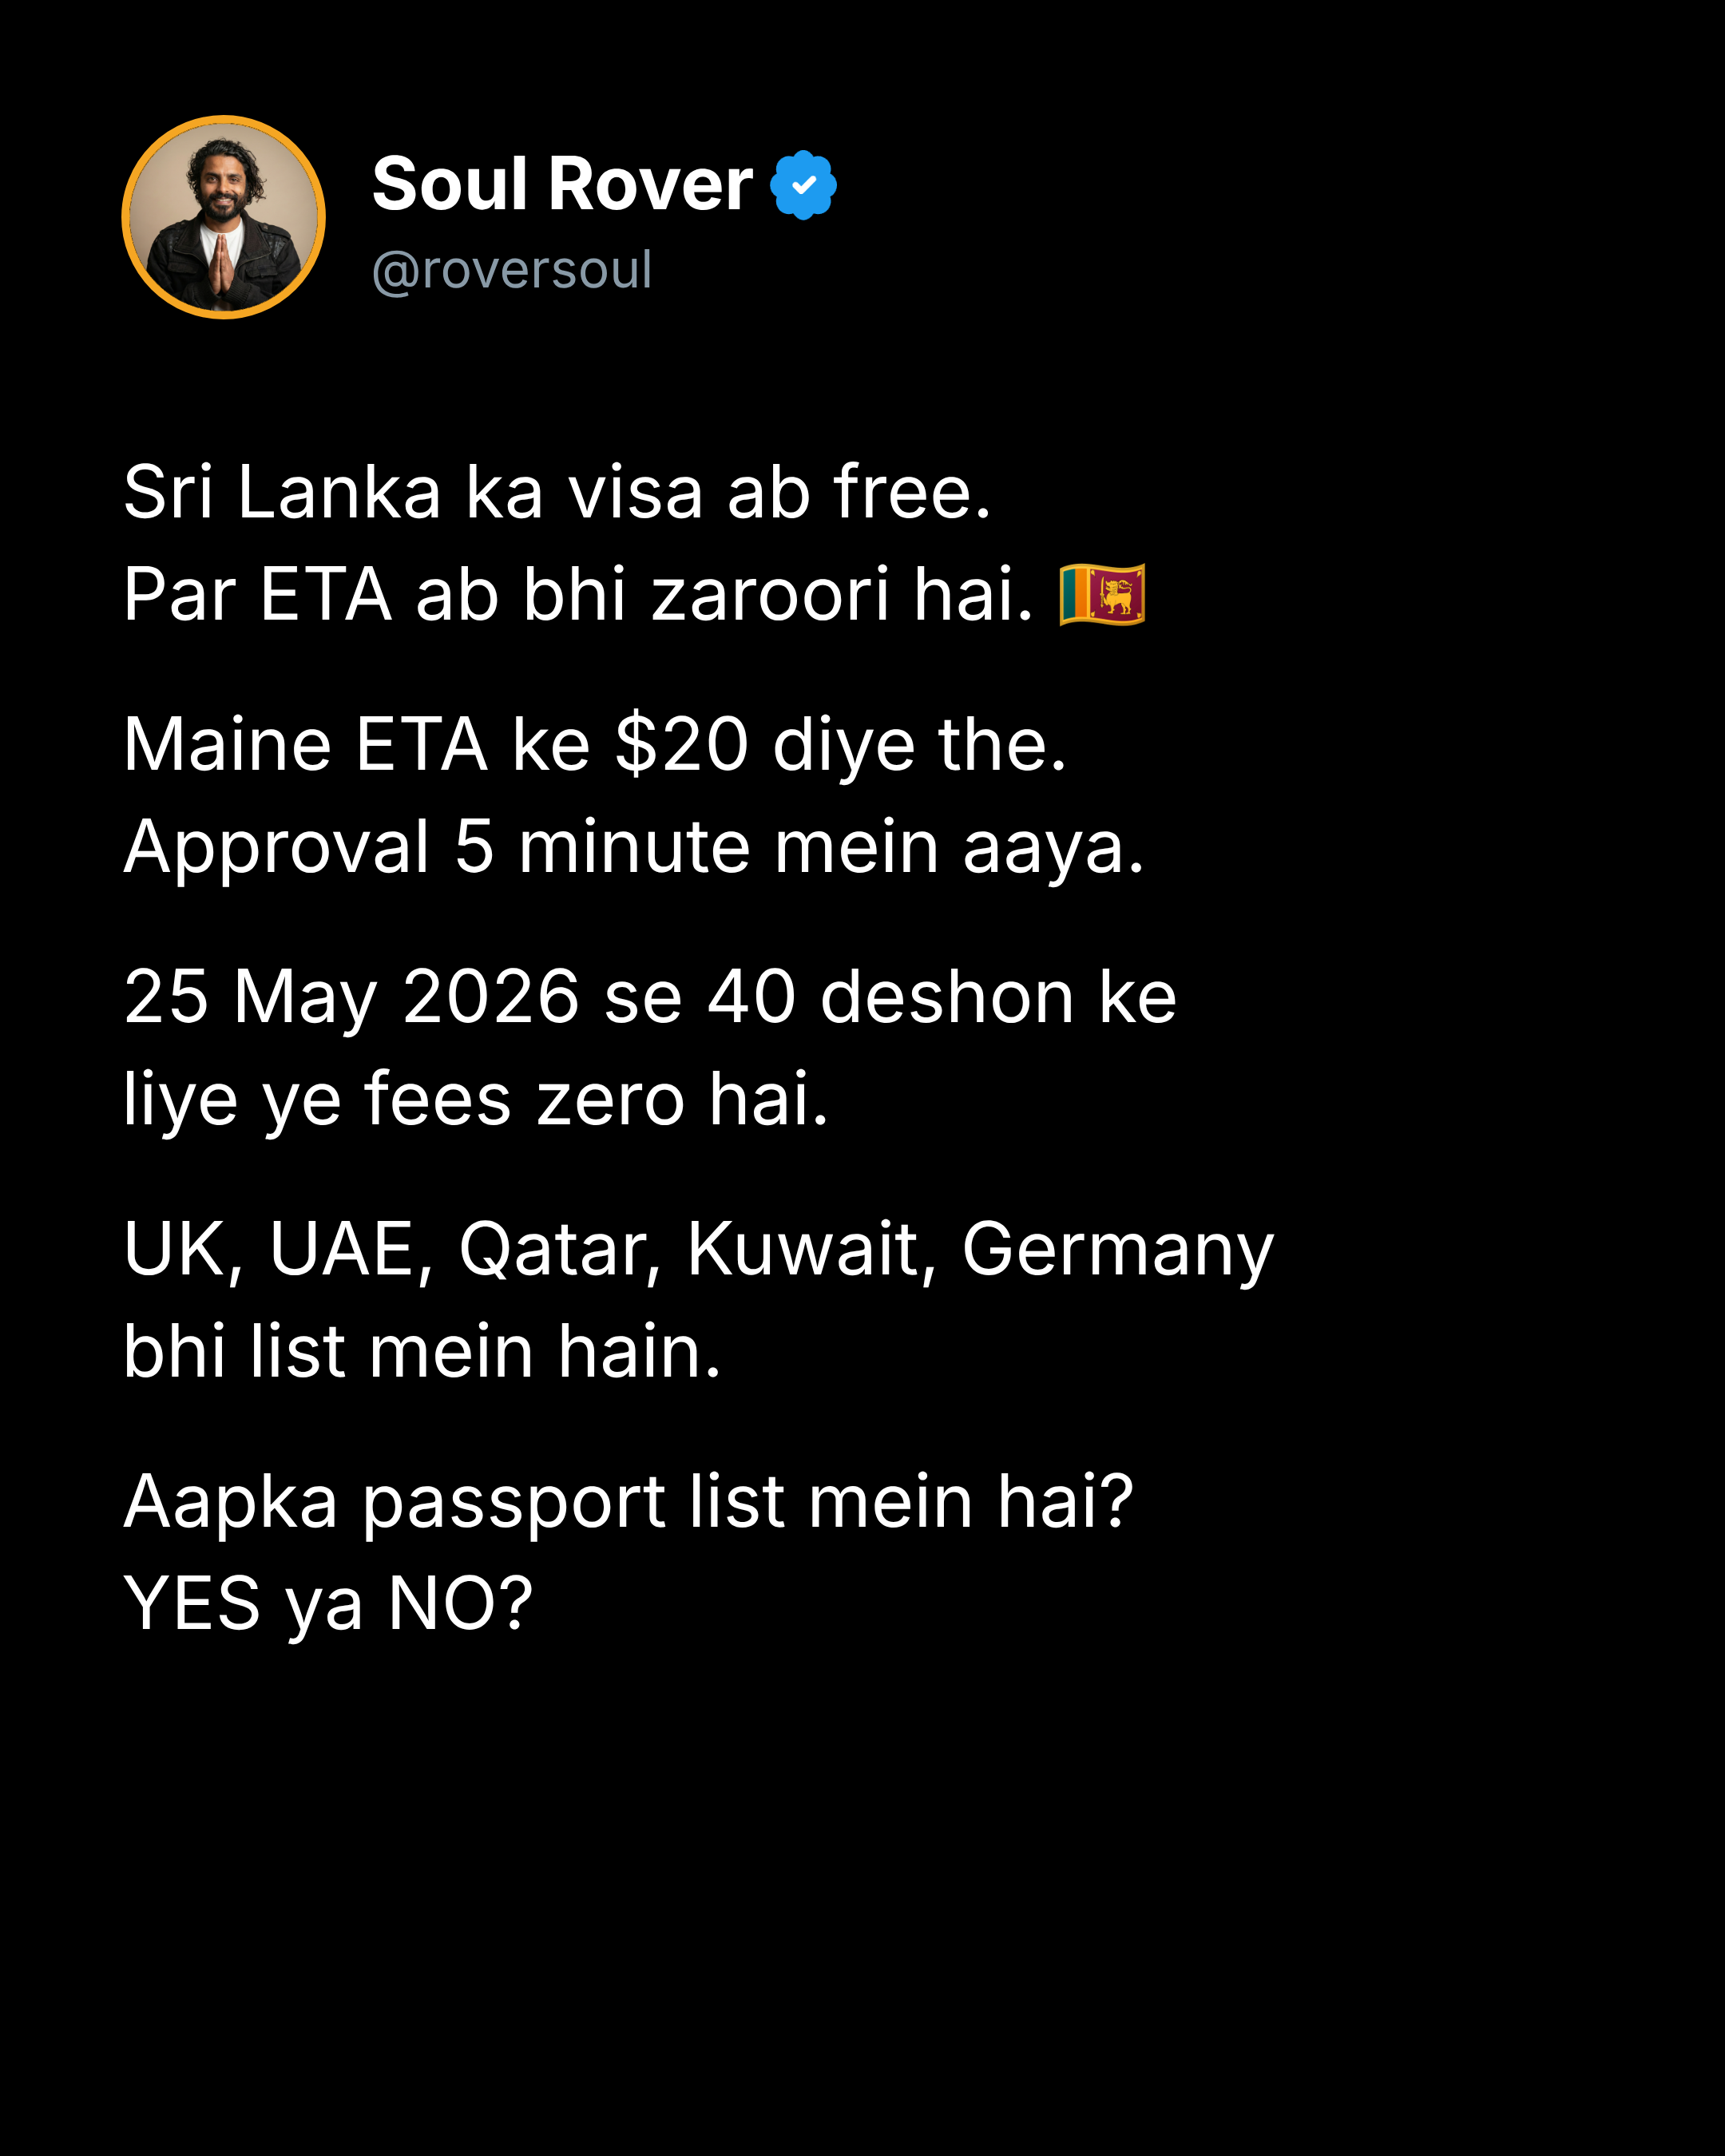 Soul Rover
@roversoul
Sri Lanka ka visa ab free.
Par ETA ab bhi zaroori hai. 🇱🇰
Maine ETA ke $20 diye the.
Approval 5 minute mein aaya.
25 May 2026 se 40 deshon ke
liye ye fees zero hai.
UK, UAE, Qatar, Kuwait, Germany
bhi list mein hain.
Aapka passport list mein hai?
YES ya NO?